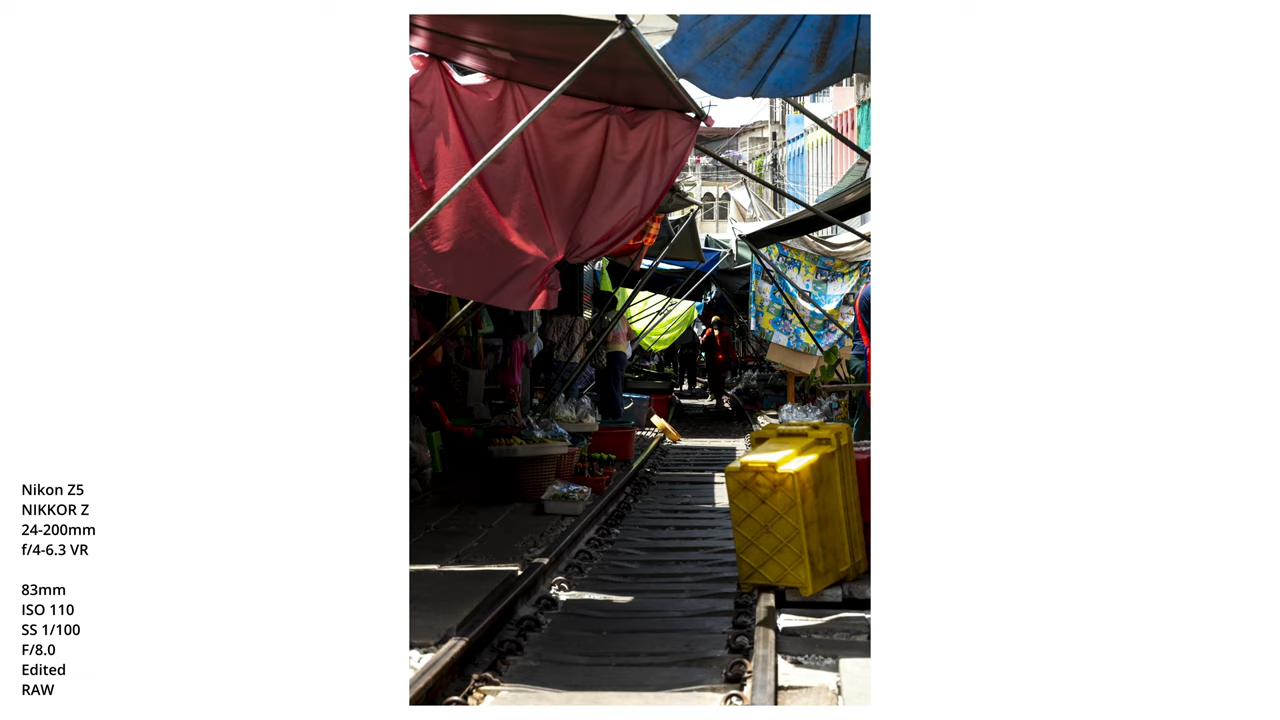 Nikon Z5
NIKKOR Z
24-200mm
f/4-6.3 VR
83mm
ISO 110
SS 1/100
F/8.0
Edited
RAW